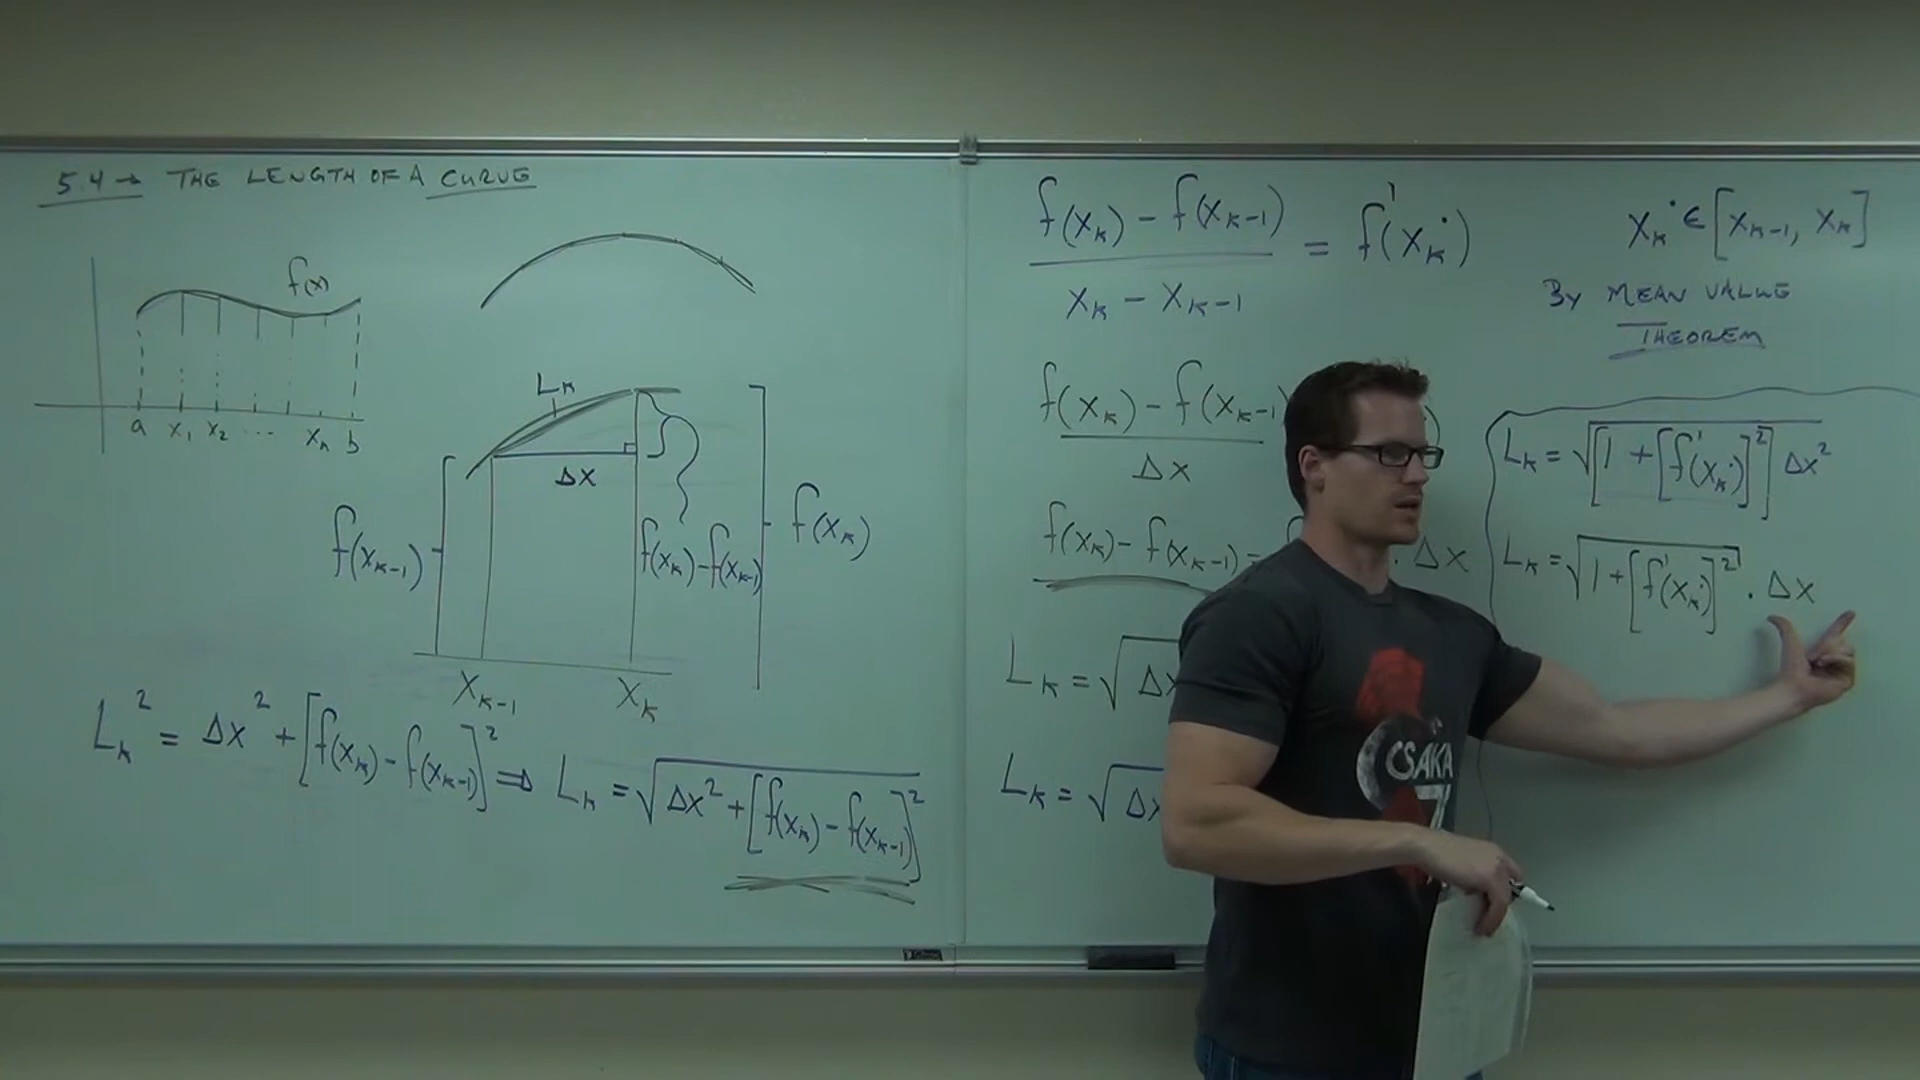 5.4 → THE LENGTH OF A CURVE
f(x)
a x₁ x₂ ... xₙ b
Lₖ
Δx
f(xₖ₋₁)
f(xₖ)-f(xₖ₋₁)
f(xₖ)
xₖ₋₁ xₖ
Lₖ² = Δx² + [f(xₖ)-f(xₖ₋₁)]² ⇒ Lₖ = √(Δx² + [f(xₖ)-f(xₖ₋₁)]²)
(f(xₖ) - f(xₖ₋₁)) / (xₖ - xₖ₋₁) = f'(xₖ˙)
xₖ˙ ∈ [xₖ₋₁, xₖ]
BY MEAN VALUE
THEOREM
(f(xₖ) - f(xₖ₋₁)) / Δx
f(xₖ) - f(xₖ₋₁) = · Δx
Lₖ = √Δx
Lₖ = √Δx
Lₖ = √([1 + [f'(xₖ˙)]²] Δx²)
Lₖ = √(1 + [f'(xₖ˙)]²) · Δx
CSAKA